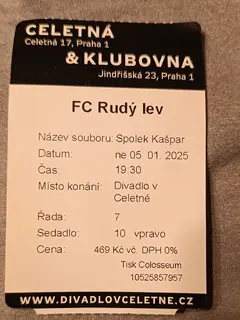 CELETNÁ
Celetná 17, Praha 1
& KLUBOVNA
Jindřišská 23, Praha 1
FC Rudý lev
Název souboru: Spolek Kašpar
Datum: ne 05 01. 2025
Čas: 19:30
Místo konání: Divadlo v
Celetné
Řada: 7
Sedadlo: 10 vpravo
Cena: 469 Kč vč. DPH 0%
Tisk Colosseum
10525857957
WWW.DIVADLOVCELETNE.CZ